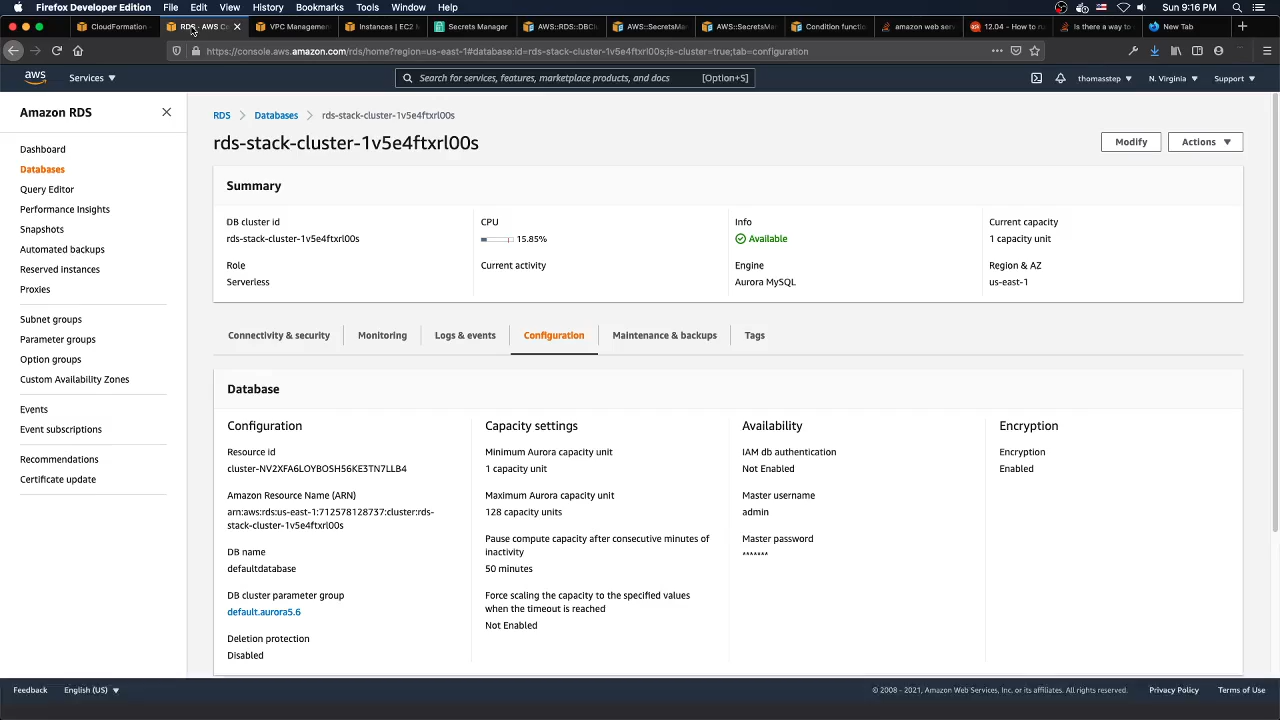 Firefox Developer Edition File Edit View History Bookmarks Tools Window Help
Sun 9:16 PM
CloudFormation
RDS - AWS Co
VPC Managemen
Instances | EC2 M
Secrets Manager
AWS::RDS::DBCl
AWS::SecretsMa
AWS::SecretsMa
Condition functio
amazon web serv
12.04 - How to ru
Is there a way to
New Tab
https://console.aws.amazon.com/rds/home?region=us-east-1#database:id=rds-stack-cluster-1v5e4ftxrl00s;is-cluster=true;tab=configuration
aws
Services
Search for services, features, marketplace products, and docs
[Option+S]
thomasstep
N. Virginia
Support
Amazon RDS
Dashboard
Databases
Query Editor
Performance Insights
Snapshots
Automated backups
Reserved instances
Proxies
Subnet groups
Parameter groups
Option groups
Custom Availability Zones
Events
Event subscriptions
Recommendations
Certificate update
RDS
Databases
rds-stack-cluster-1v5e4ftxrl00s
rds-stack-cluster-1v5e4ftxrl00s
Modify
Actions
Summary
DB cluster id
rds-stack-cluster-1v5e4ftxrl00s
CPU
15.85%
Info
Available
Current capacity
1 capacity unit
Role
Serverless
Current activity
Engine
Aurora MySQL
Region & AZ
us-east-1
Connectivity & security
Monitoring
Logs & events
Configuration
Maintenance & backups
Tags
Database
Configuration
Resource id
cluster-NV2XFA6LOYBOSH56KE3TN7LLB4
Amazon Resource Name (ARN)
arn:aws:rds:us-east-1:712578128737:cluster:rds-
stack-cluster-1v5e4ftxrl00s
DB name
defaultdatabase
DB cluster parameter group
default.aurora5.6
Deletion protection
Disabled
Capacity settings
Minimum Aurora capacity unit
1 capacity unit
Maximum Aurora capacity unit
128 capacity units
Pause compute capacity after consecutive minutes of
inactivity
50 minutes
Force scaling the capacity to the specified values
when the timeout is reached
Not Enabled
Availability
IAM db authentication
Not Enabled
Master username
admin
Master password
*******
Encryption
Encryption
Enabled
Feedback
English (US)
© 2008 - 2021, Amazon Web Services, Inc. or its affiliates. All rights reserved.
Privacy Policy
Terms of Use